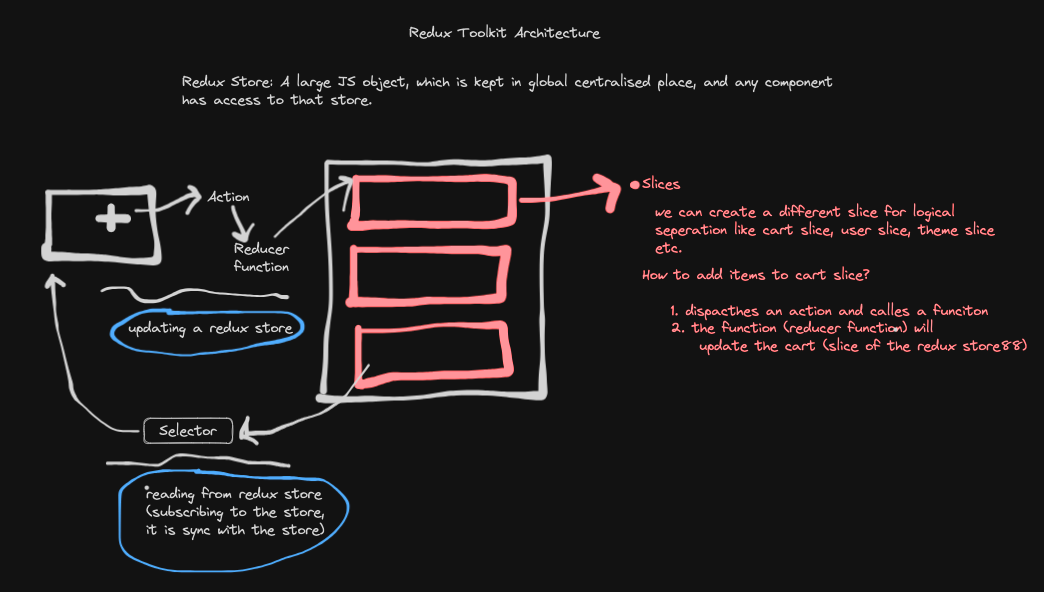 Redux Toolkit Architecture
Redux Store: A large JS object, which is kept in global centralised place, and any component
has access to that store.
Action
Reducer
function
updating a redux store
Selector
reading from redux store
(subscribing to the store,
it is sync with the store)
Slices
we can create a different slice for logical
seperation like cart slice, user slice, theme slice
etc.
How to add items to cart slice?
1. dispacthes an action and calles a funciton
2. the function (reducer function) will
update the cart (slice of the redux store88)